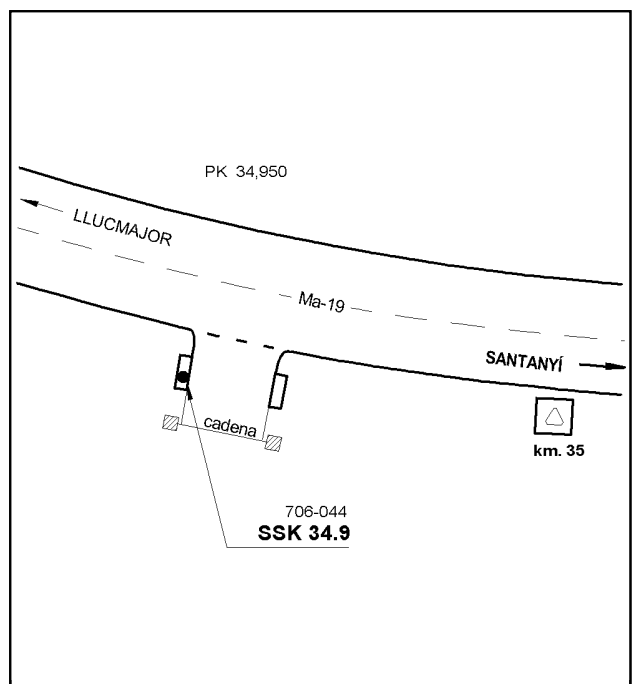 PK 34,950
LLUCMAJOR
Ma-19
SANTANYÍ
cadena
km. 35
706-044
SSK 34.9